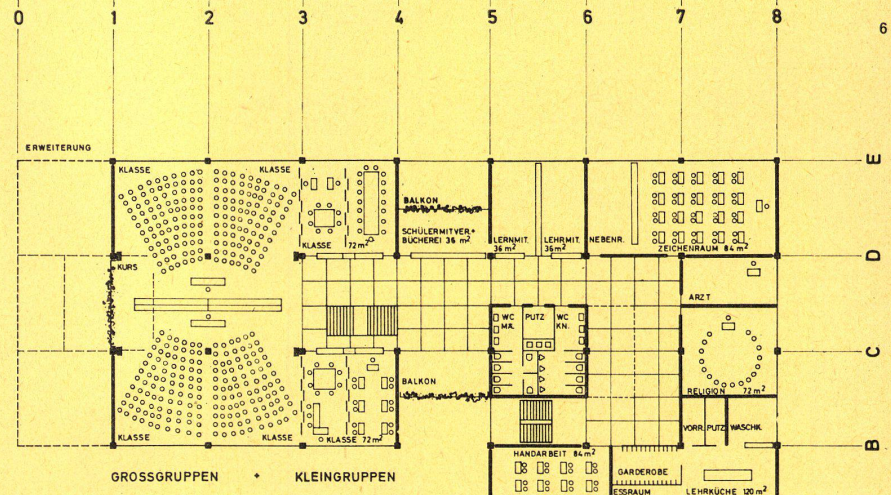 0 1 2 3 4 5 6 7 8
6
ERWEITERUNG
E
KLASSE KLASSE
BALKON
SCHÜLERMITVER.+
BÜCHEREI 36 m²
KLASSE 72 m²
LERNMIT.
36 m²
LEHRMIT.
36 m²
NEBENR.
ZEICHENRAUM 84 m²
D
KURS
ARZT
WC
MÄ.
PUTZ
WC
KN.
C
BALKON
RELIGION 72 m²
VORR. PUTZ WASCHK.
KLASSE KLASSE
KLASSE 72 m²
B
HANDARBEIT 84 m²
GROSSGRUPPEN + KLEINGRUPPEN
GARDEROBE
ESSRAUM
LEHRKÜCHE 120 m²